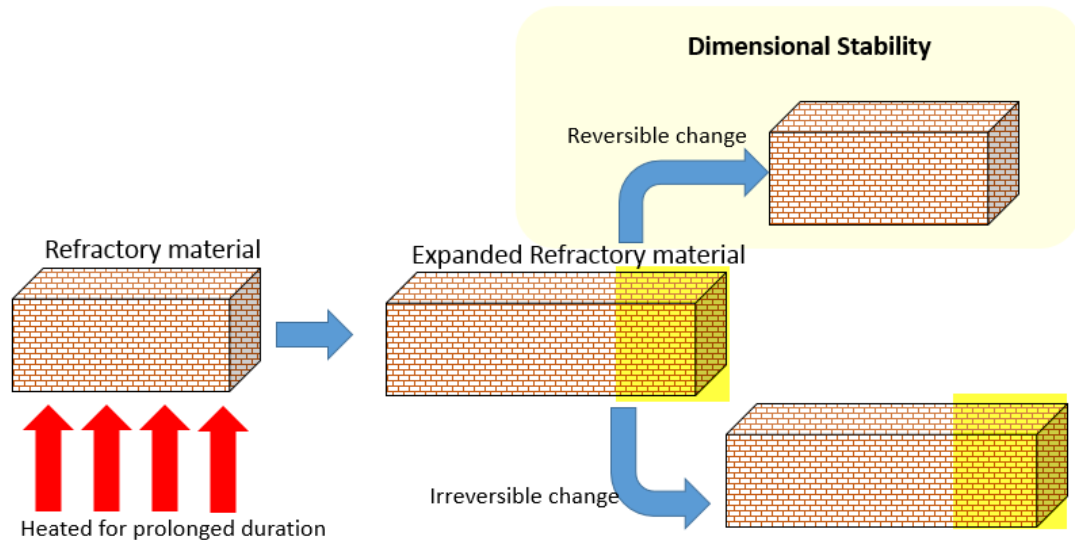 Dimensional Stability
Reversible change
Refractory material
Expanded Refractory material
Irreversible change
Heated for prolonged duration